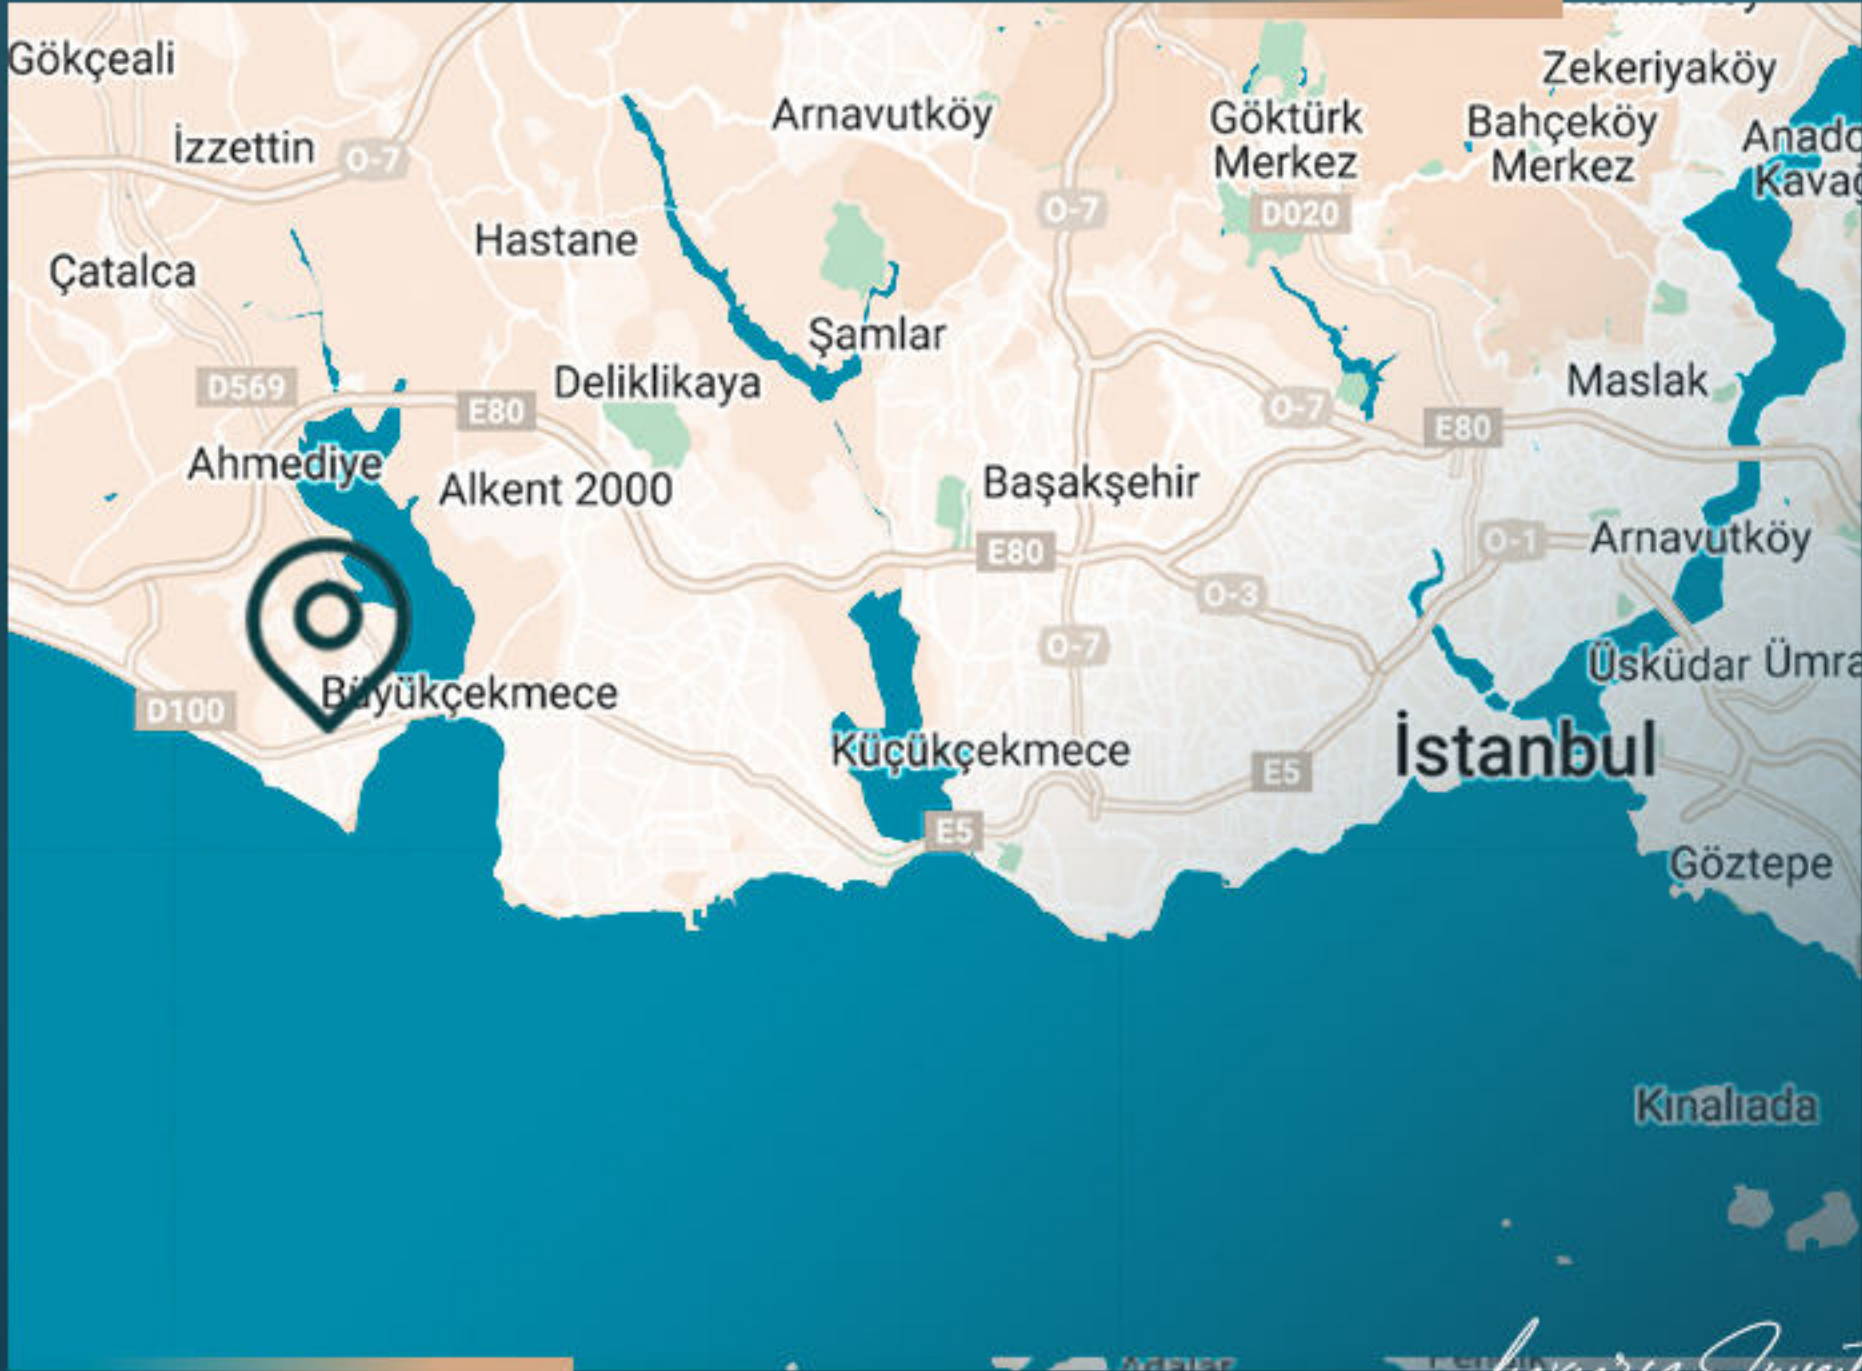 Gökçeali
Zekeriyaköy
İzzettin
O-7
Arnavutköy
Göktürk
Merkez
Bahçeköy
Merkez
Çatalca
Hastane
O-7
D020
Şamlar
D569
Deliklikaya
E80
O-7
E80
Maslak
Ahmediye
Alkent 2000
Başakşehir
E80
O-1
Arnavutköy
O-3
O-7
Üsküdar
D100
Büyükçekmece
Küçükçekmece
İstanbul
E5
E5
Göztepe
Kınalıada
Adalar